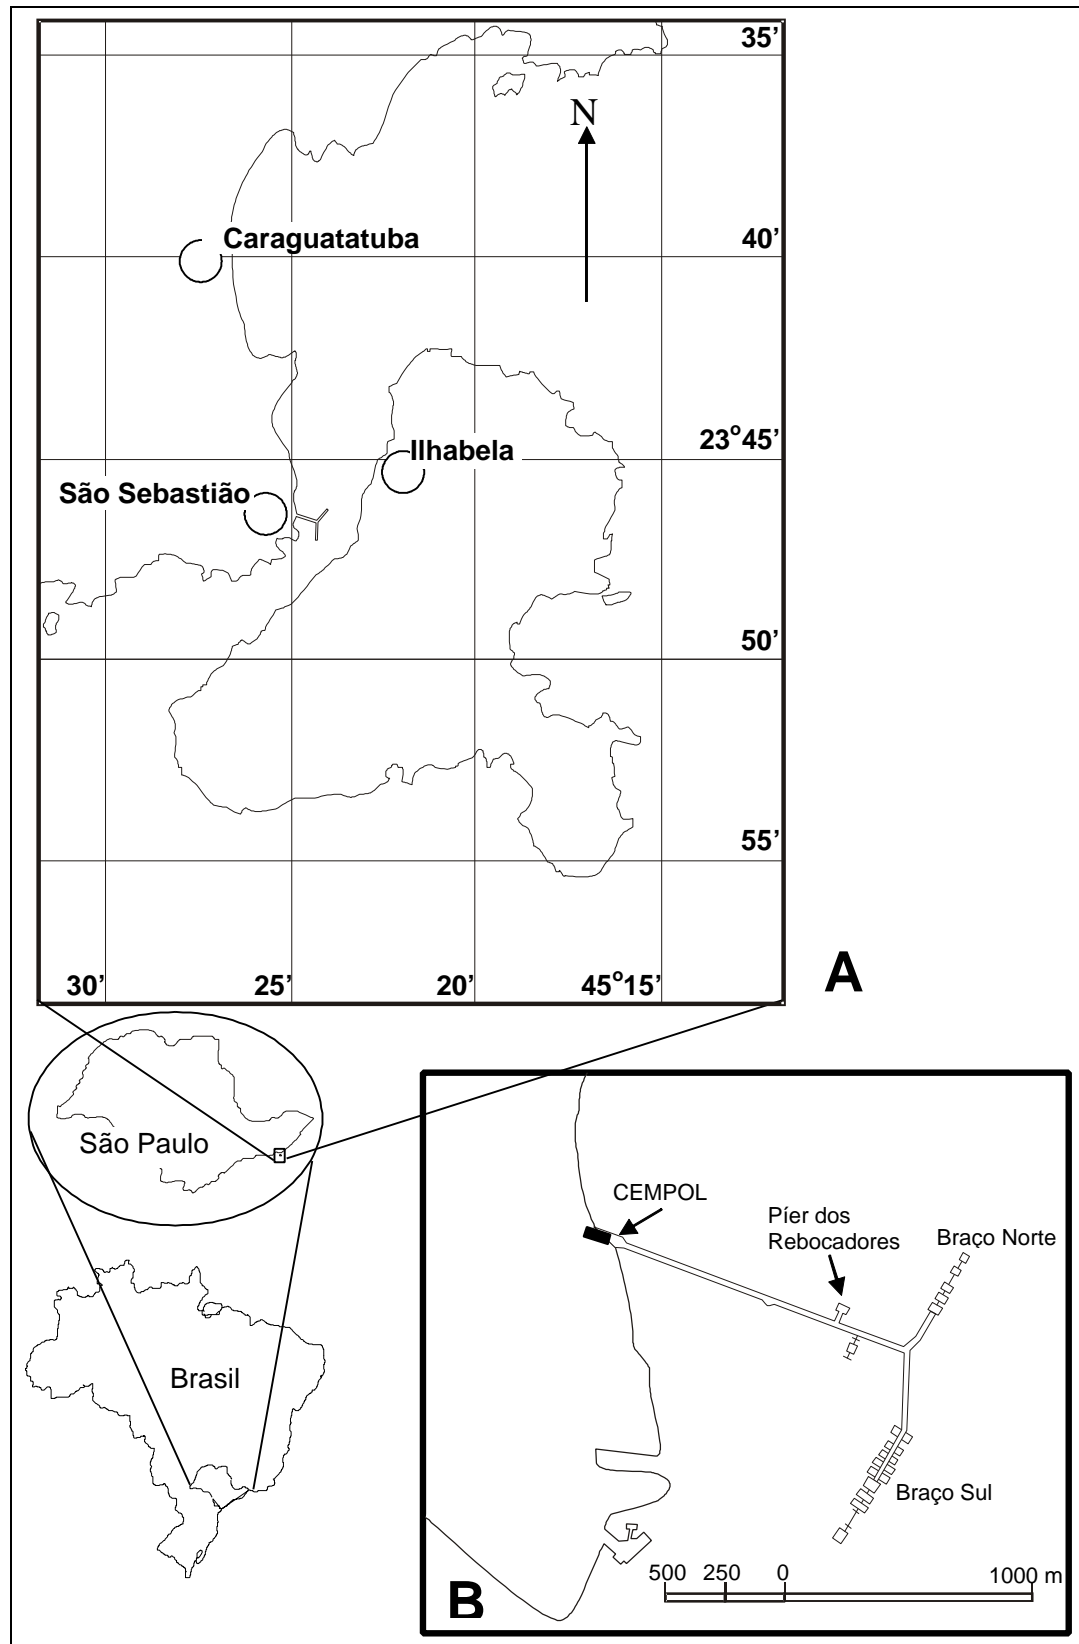 35’
N
Caraguatatuba
40’
Ilhabela
23°45’
São Sebastião
50’
55’
30’
25’
20’
45°15’
A
São Paulo
CEMPOL
Píer dos
Rebocadores
Braço Norte
Brasil
Braço Sul
500
250
0
1000 m
B